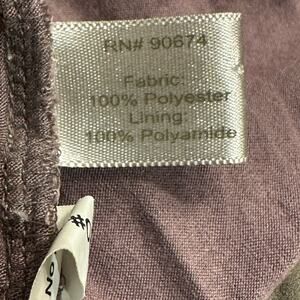 RN# 90674
Fabric:
100% Polyester
Lining:
100% Polyamide